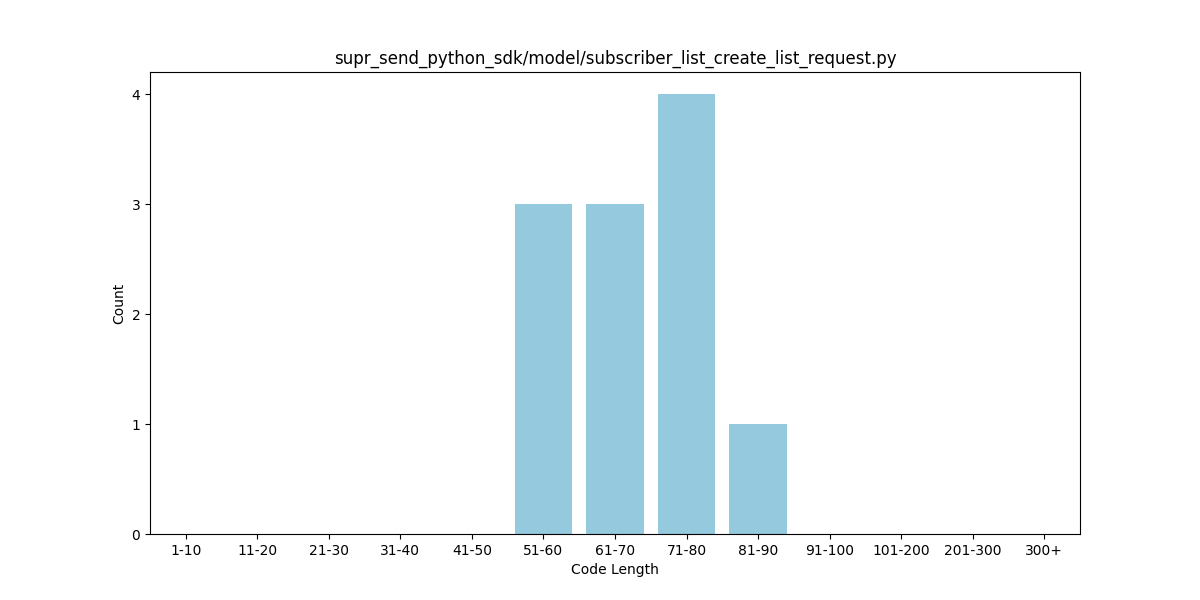 supr_send_python_sdk/model/subscriber_list_create_list_request.py
4
3
2
1
0
Count
1-10 11-20 21-30 31-40 41-50 51-60 61-70 71-80 81-90 91-100 101-200 201-300 300+
Code Length